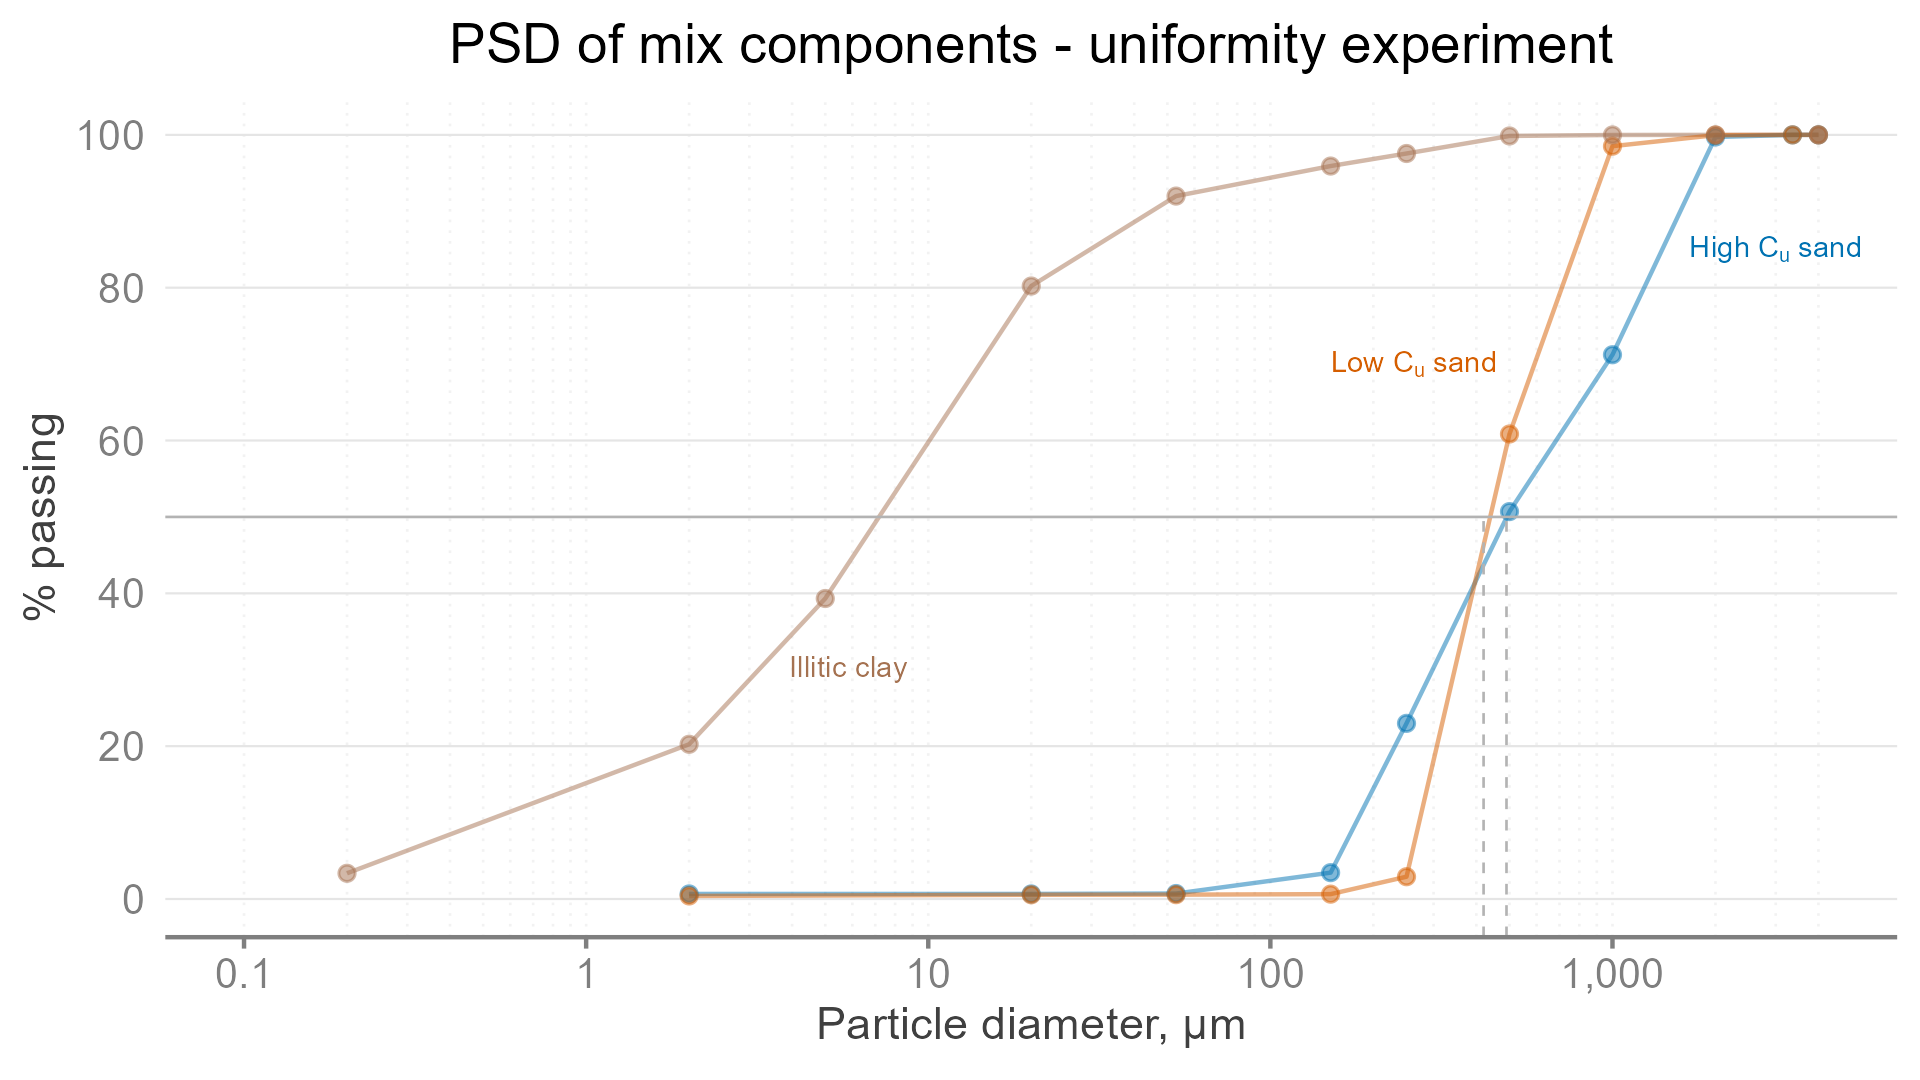 PSD of mix components - uniformity experiment
100
80
60
40
20
0
% passing
High Cᵤ sand
Low Cᵤ sand
Illitic clay
0.1 1 10 100 1,000
Particle diameter, μm